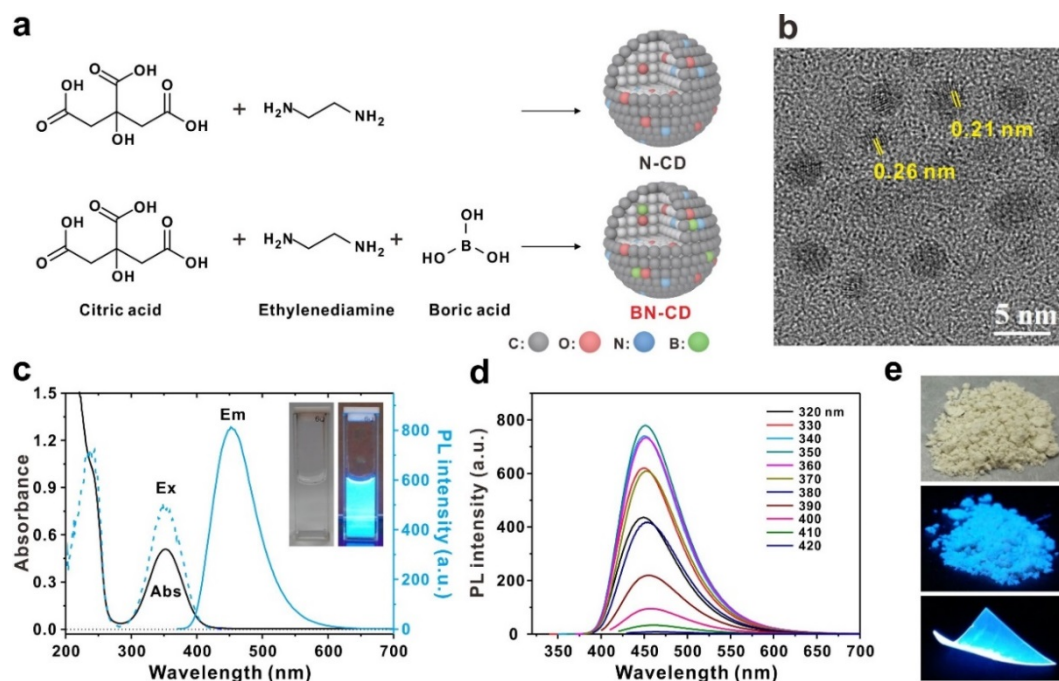 a
O
OH
O
OH
O
HO
OH
+
H₂N
NH₂
N-CD
O
OH
O
OH
O
HO
OH
+
H₂N
NH₂
+
OH
B
HO
OH
Citric acid
Ethylenediamine
Boric acid
BN-CD
C: O: N: B:
b
0.21 nm
0.26 nm
5 nm
c
1.5
1.2
0.9
0.6
0.3
0.0
Absorbance
Ex
Abs
Em
800
600
400
200
0
PL intensity (a.u.)
200 300 400 500 600 700
Wavelength (nm)
d
800
600
400
200
0
PL intensity (a.u.)
320 nm
330
340
350
360
370
380
390
400
410
420
350 400 450 500 550 600 650 700
Wavelength (nm)
e